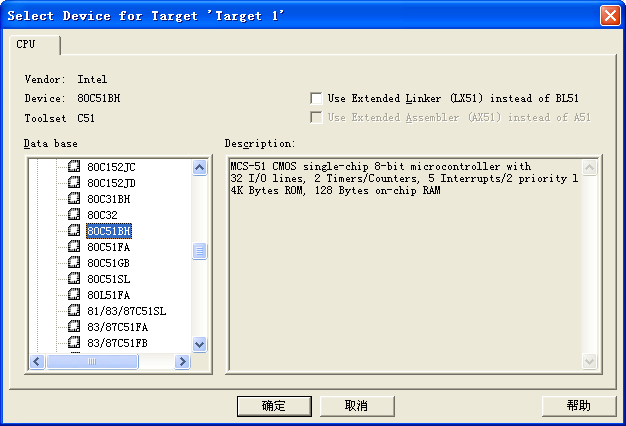 Select Device for Target 'Target 1'
CPU
Vendor: Intel
Device: 80C51BH
Toolset C51
Use Extended Linker (LX51) instead of BL51
Use Extended Assembler (AX51) instead of A51
Data base
80C152JC
80C152JD
80C31BH
80C32
80C51BH
80C51FA
80C51GB
80C51SL
80L51FA
81/83/87C51SL
83/87C51FA
83/87C51FB
Description:
MCS-51 CMOS single-chip 8-bit microcontroller with
32 I/O lines, 2 Timers/Counters, 5 Interrupts/2 priority l
4K Bytes ROM, 128 Bytes on-chip RAM
确定
取消
帮助